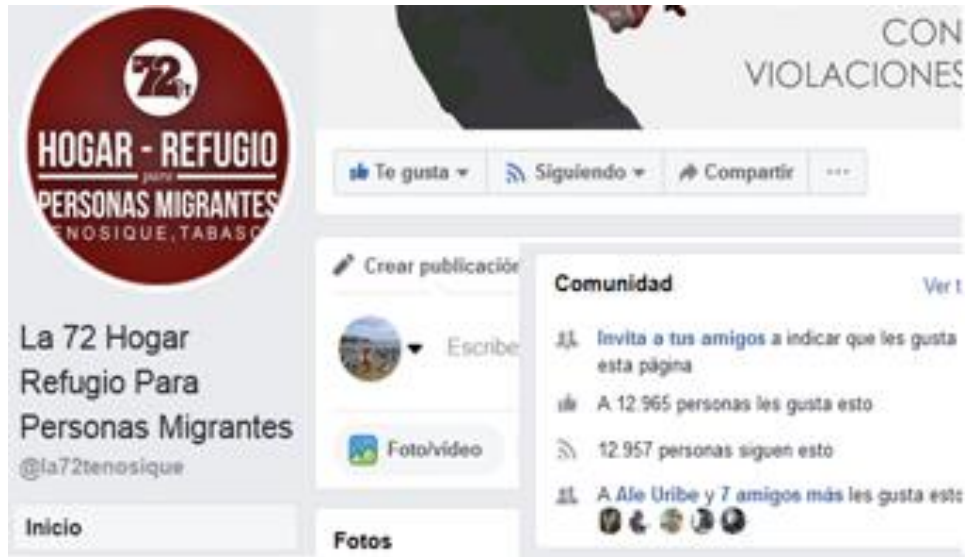 72
HOGAR - REFUGIO
para
PERSONAS MIGRANTES
TENOSIQUE, TABASCO
La 72 Hogar
Refugio Para
Personas Migrantes
@la72tenosique
Inicio
CON
VIOLACIONES
Te gusta
Siguiendo
Compartir
Crear publicación
Escribe
Foto/video
Fotos
Comunidad
Ver t
Invita a tus amigos a indicar que les gusta
esta página
A 12.965 personas les gusta esto
12.957 personas siguen esto
A Ale Uribe y 7 amigos más les gusta esto